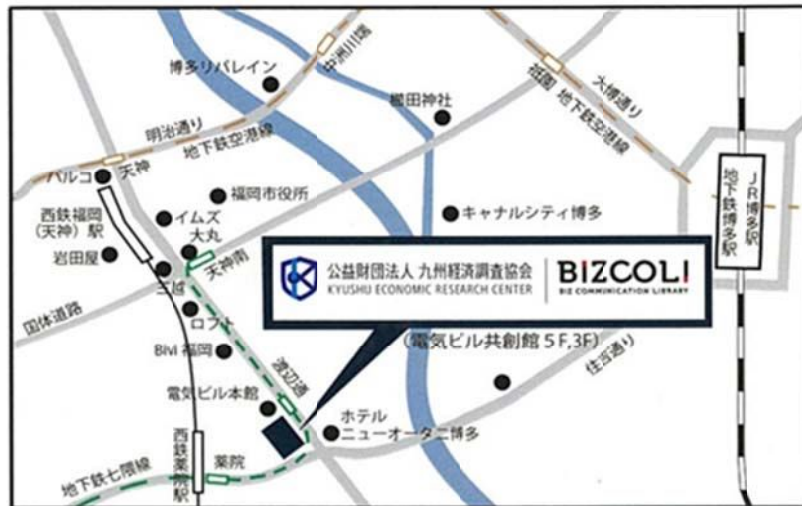 博多リバレイン
中洲川端
櫛田神社
祇園
大博通り
地下鉄空港線
明治通り
地下鉄空港線
天神
パルコ
福岡市役所
西鉄福岡
(天神)駅
イムズ
大丸
天神南
キャナルシティ博多
JR博多駅
地下鉄博多駅
岩田屋
三越
国体道路
ロフト
公益財団法人 九州経済調査協会
KYUSHU ECONOMIC RESEARCH CENTER
BIZCOLI
BIZ COMMUNICATION LIBRARY
(電気ビル共創館5F,3F)
BiVi 福岡
渡辺通
住吉通り
電気ビル本館
ホテル
ニューオータニ博多
西鉄薬院駅
薬院
地下鉄七隈線